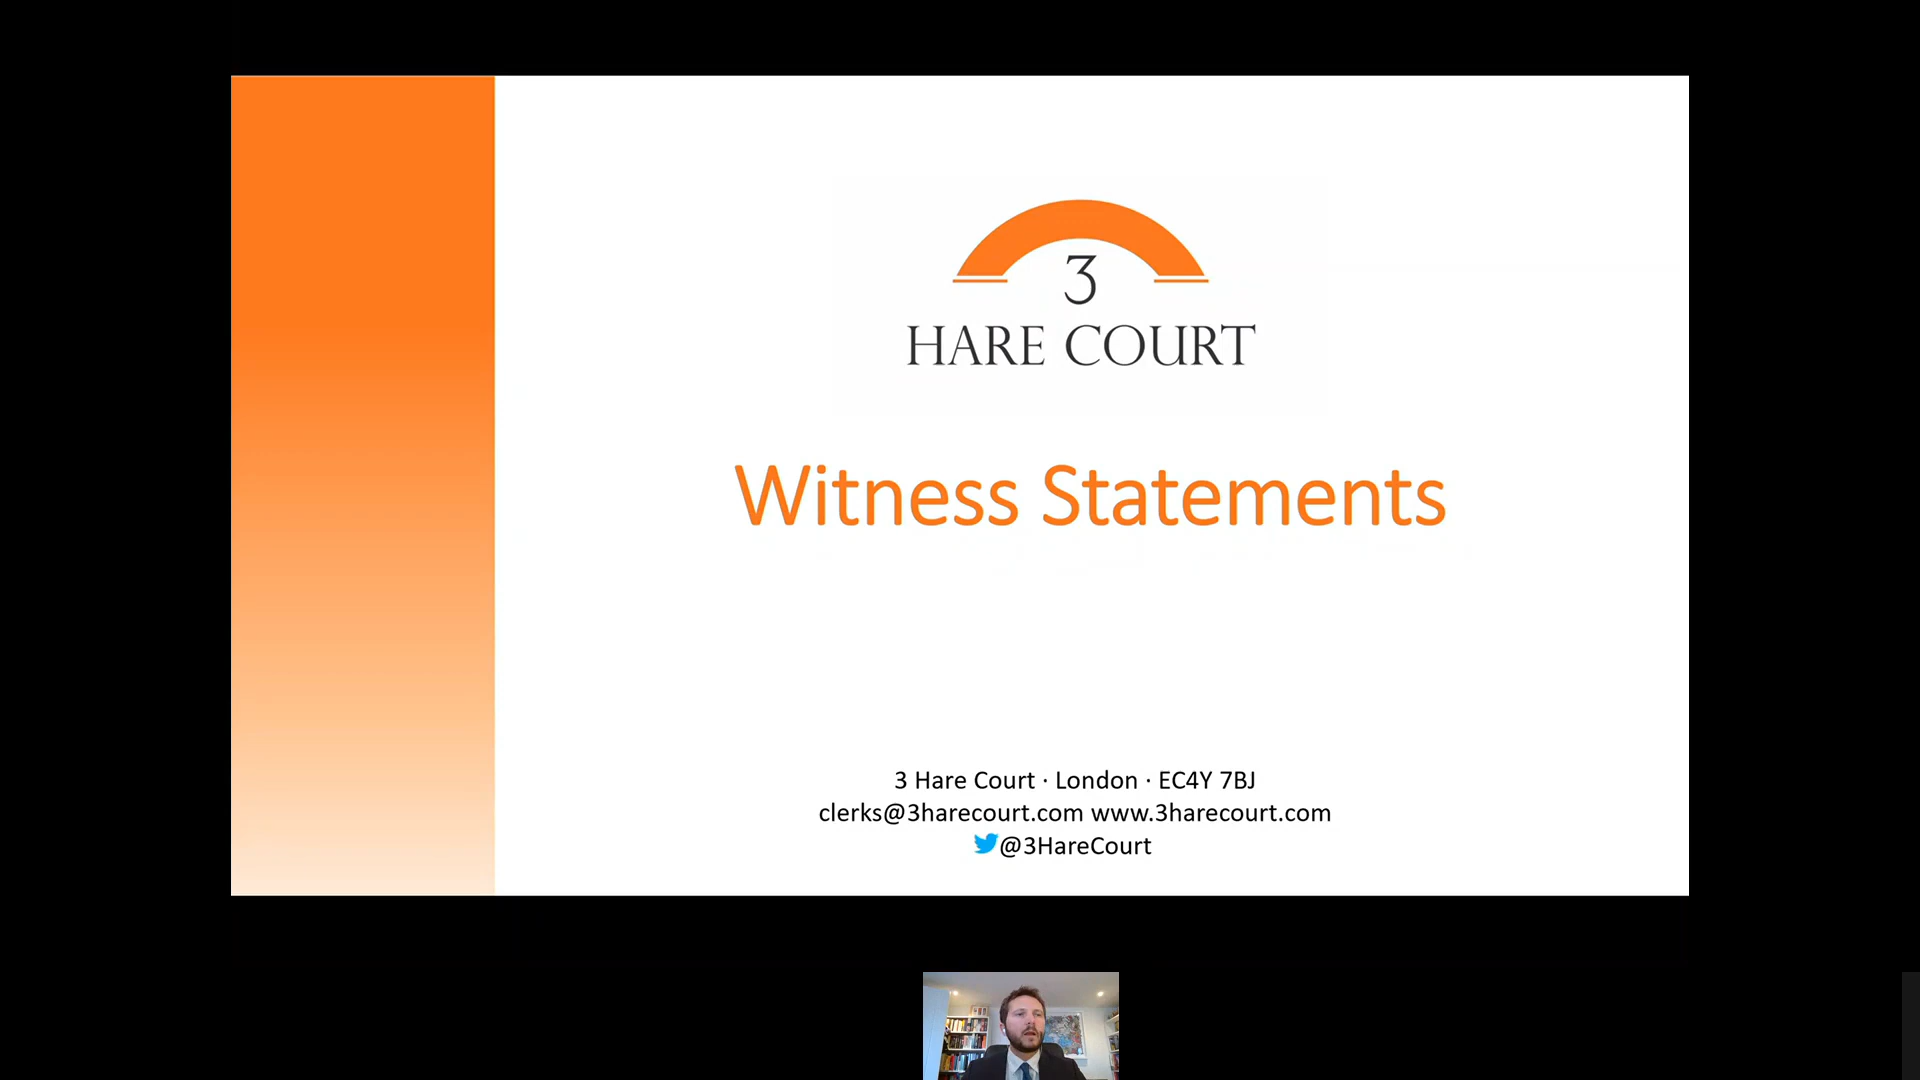 3
HARE COURT
Witness Statements
3 Hare Court · London · EC4Y 7BJ
clerks@3harecourt.com www.3harecourt.com
@3HareCourt